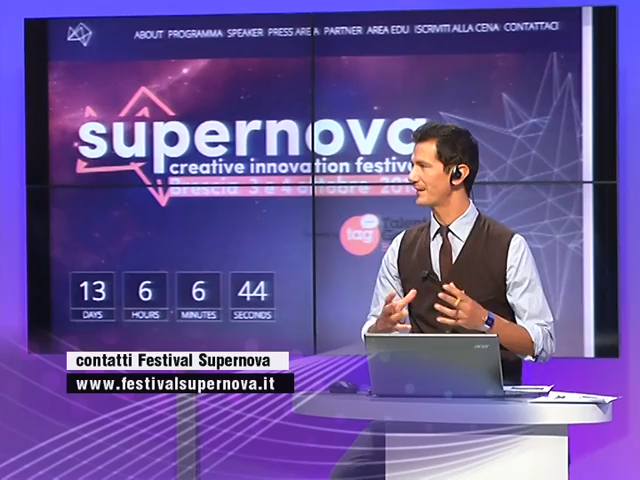 ABOUT PROGRAMMA SPEAKER PRESS AREA PARTNER AREA EDU ISCRIVITI ALLA CENA CONTATTACI
supernova
creative innovation festival
Brescia 3 e 4 ottobre
tag
13 6 6 44
DAYS HOURS MINUTES SECONDS
contatti Festival Supernova
www.festivalsupernova.it
acer